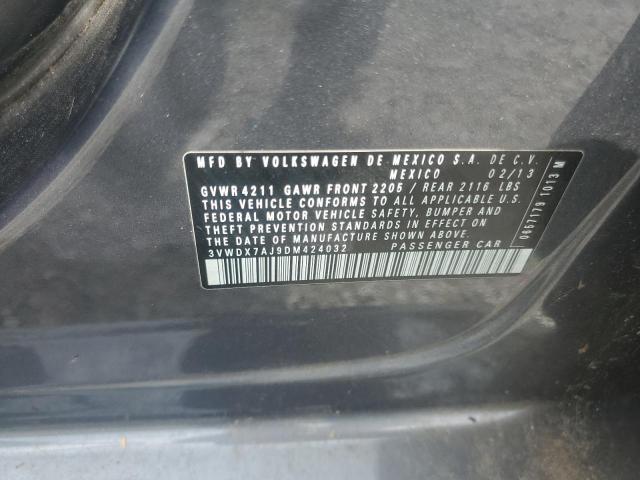 MFD BY VOLKSWAGEN DE MEXICO S.A. DE C.V.
MEXICO 02/13
GVWR 4211 GAWR FRONT 2205 / REAR 2116 LBS
THIS VEHICLE CONFORMS TO ALL APPLICABLE U.S.
FEDERAL MOTOR VEHICLE SAFETY, BUMPER AND
THEFT PREVENTION STANDARDS IN EFFECT ON
THE DATE OF MANUFACTURE SHOWN ABOVE.
3VWDX7AJ9DM424032 PASSENGER CAR
0657179 1013 M